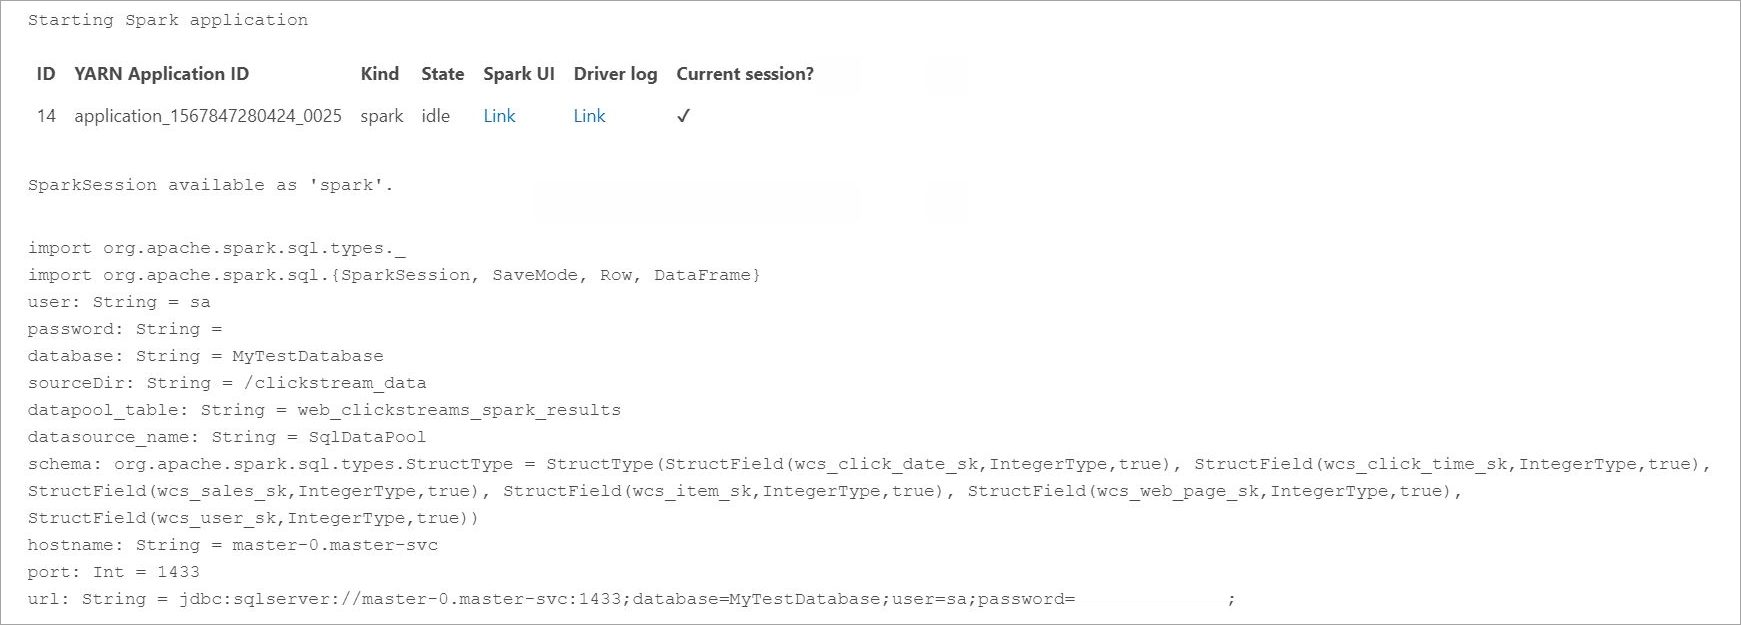 Starting Spark application
ID YARN Application ID Kind State Spark UI Driver log Current session?
14 application_1567847280424_0025 spark idle Link Link ✓
SparkSession available as 'spark'.
import org.apache.spark.sql.types._
import org.apache.spark.sql.{SparkSession, SaveMode, Row, DataFrame}
user: String = sa
password: String =
database: String = MyTestDatabase
sourceDir: String = /clickstream_data
datapool_table: String = web_clickstreams_spark_results
datasource_name: String = SqlDataPool
schema: org.apache.spark.sql.types.StructType = StructType(StructField(wcs_click_date_sk,IntegerType,true), StructField(wcs_click_time_sk,IntegerType,true),
StructField(wcs_sales_sk,IntegerType,true), StructField(wcs_item_sk,IntegerType,true), StructField(wcs_web_page_sk,IntegerType,true),
StructField(wcs_user_sk,IntegerType,true))
hostname: String = master-0.master-svc
port: Int = 1433
url: String = jdbc:sqlserver://master-0.master-svc:1433;database=MyTestDatabase;user=sa;password= ;